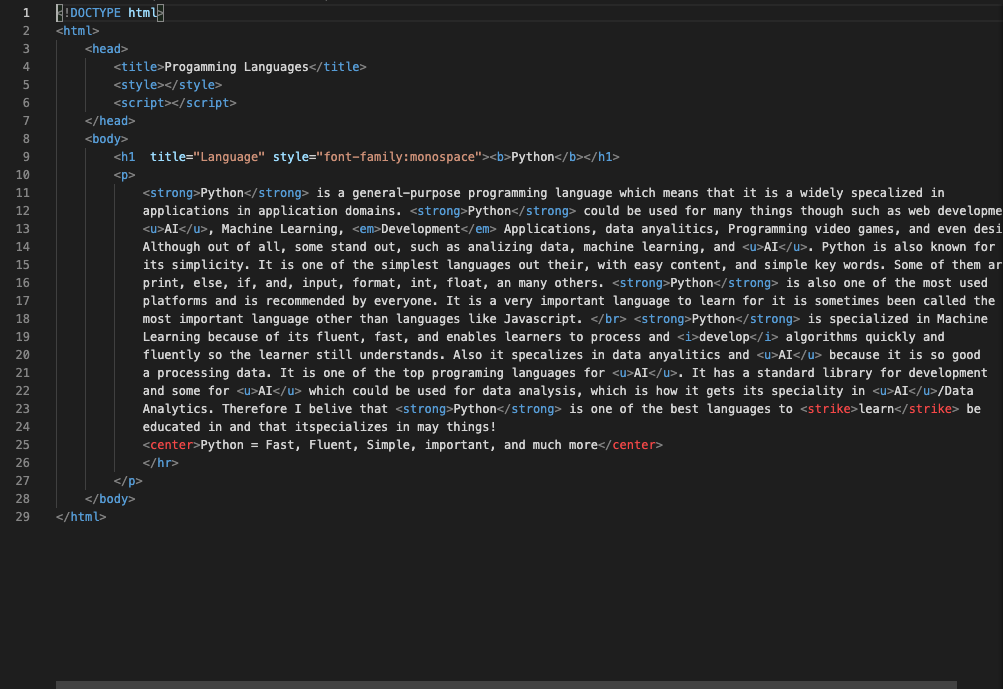 1 <!DOCTYPE html>
2 <html>
3 <head>
4 <title>Progamming Languages</title>
5 <style></style>
6 <script></script>
7 </head>
8 <body>
9 <h1  title="Language" style="font-family:monospace"><b>Python</b></h1>
10 <p>
11 <strong>Python</strong> is a general-purpose programming language which means that it is a widely specalized in
12 applications in application domains. <strong>Python</strong> could be used for many things though such as web developme
13 <u>AI</u>, Machine Learning, <em>Development</em> Applications, data anyalitics, Programming video games, and even desi
14 Although out of all, some stand out, such as analizing data, machine learning, and <u>AI</u>. Python is also known for
15 its simplicity. It is one of the simplest languages out their, with easy content, and simple key words. Some of them ar
16 print, else, if, and, input, format, int, float, an many others. <strong>Python</strong> is also one of the most used
17 platforms and is recommended by everyone. It is a very important language to learn for it is sometimes been called the
18 most important language other than languages like Javascript. </br> <strong>Python</strong> is specialized in Machine
19 Learning because of its fluent, fast, and enables learners to process and <i>develop</i> algorithms quickly and
20 fluently so the learner still understands. Also it specalizes in data anyalitics and <u>AI</u> because it is so good
21 a processing data. It is one of the top programing languages for <u>AI</u>. It has a standard library for development
22 and some for <u>AI</u> which could be used for data analysis, which is how it gets its speciality in <u>AI</u>/Data
23 Analytics. Therefore I belive that <strong>Python</strong> is one of the best languages to <strike>learn</strike> be
24 educated in and that itspecializes in may things!
25 <center>Python = Fast, Fluent, Simple, important, and much more</center>
26 </hr>
27 </p>
28 </body>
29 </html>